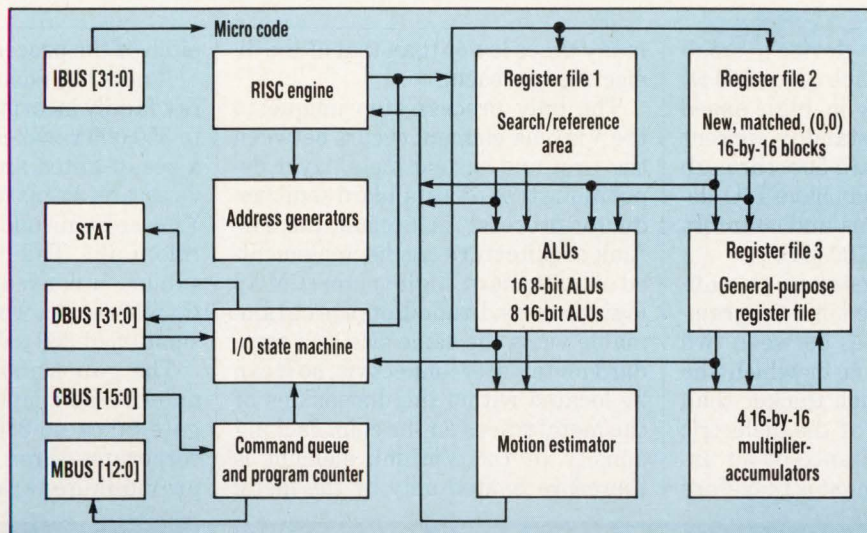 Micro code
IBUS [31:0]
RISC engine
Register file 1
Search/reference
area
Register file 2
New, matched, (0,0)
16-by-16 blocks
Address generators
STAT
DBUS [31:0]
I/O state machine
ALUs
16 8-bit ALUs
8 16-bit ALUs
Register file 3
General-purpose
register file
CBUS [15:0]
MBUS [12:0]
Command queue
and program counter
Motion estimator
4 16-by-16
multiplier-
accumulators